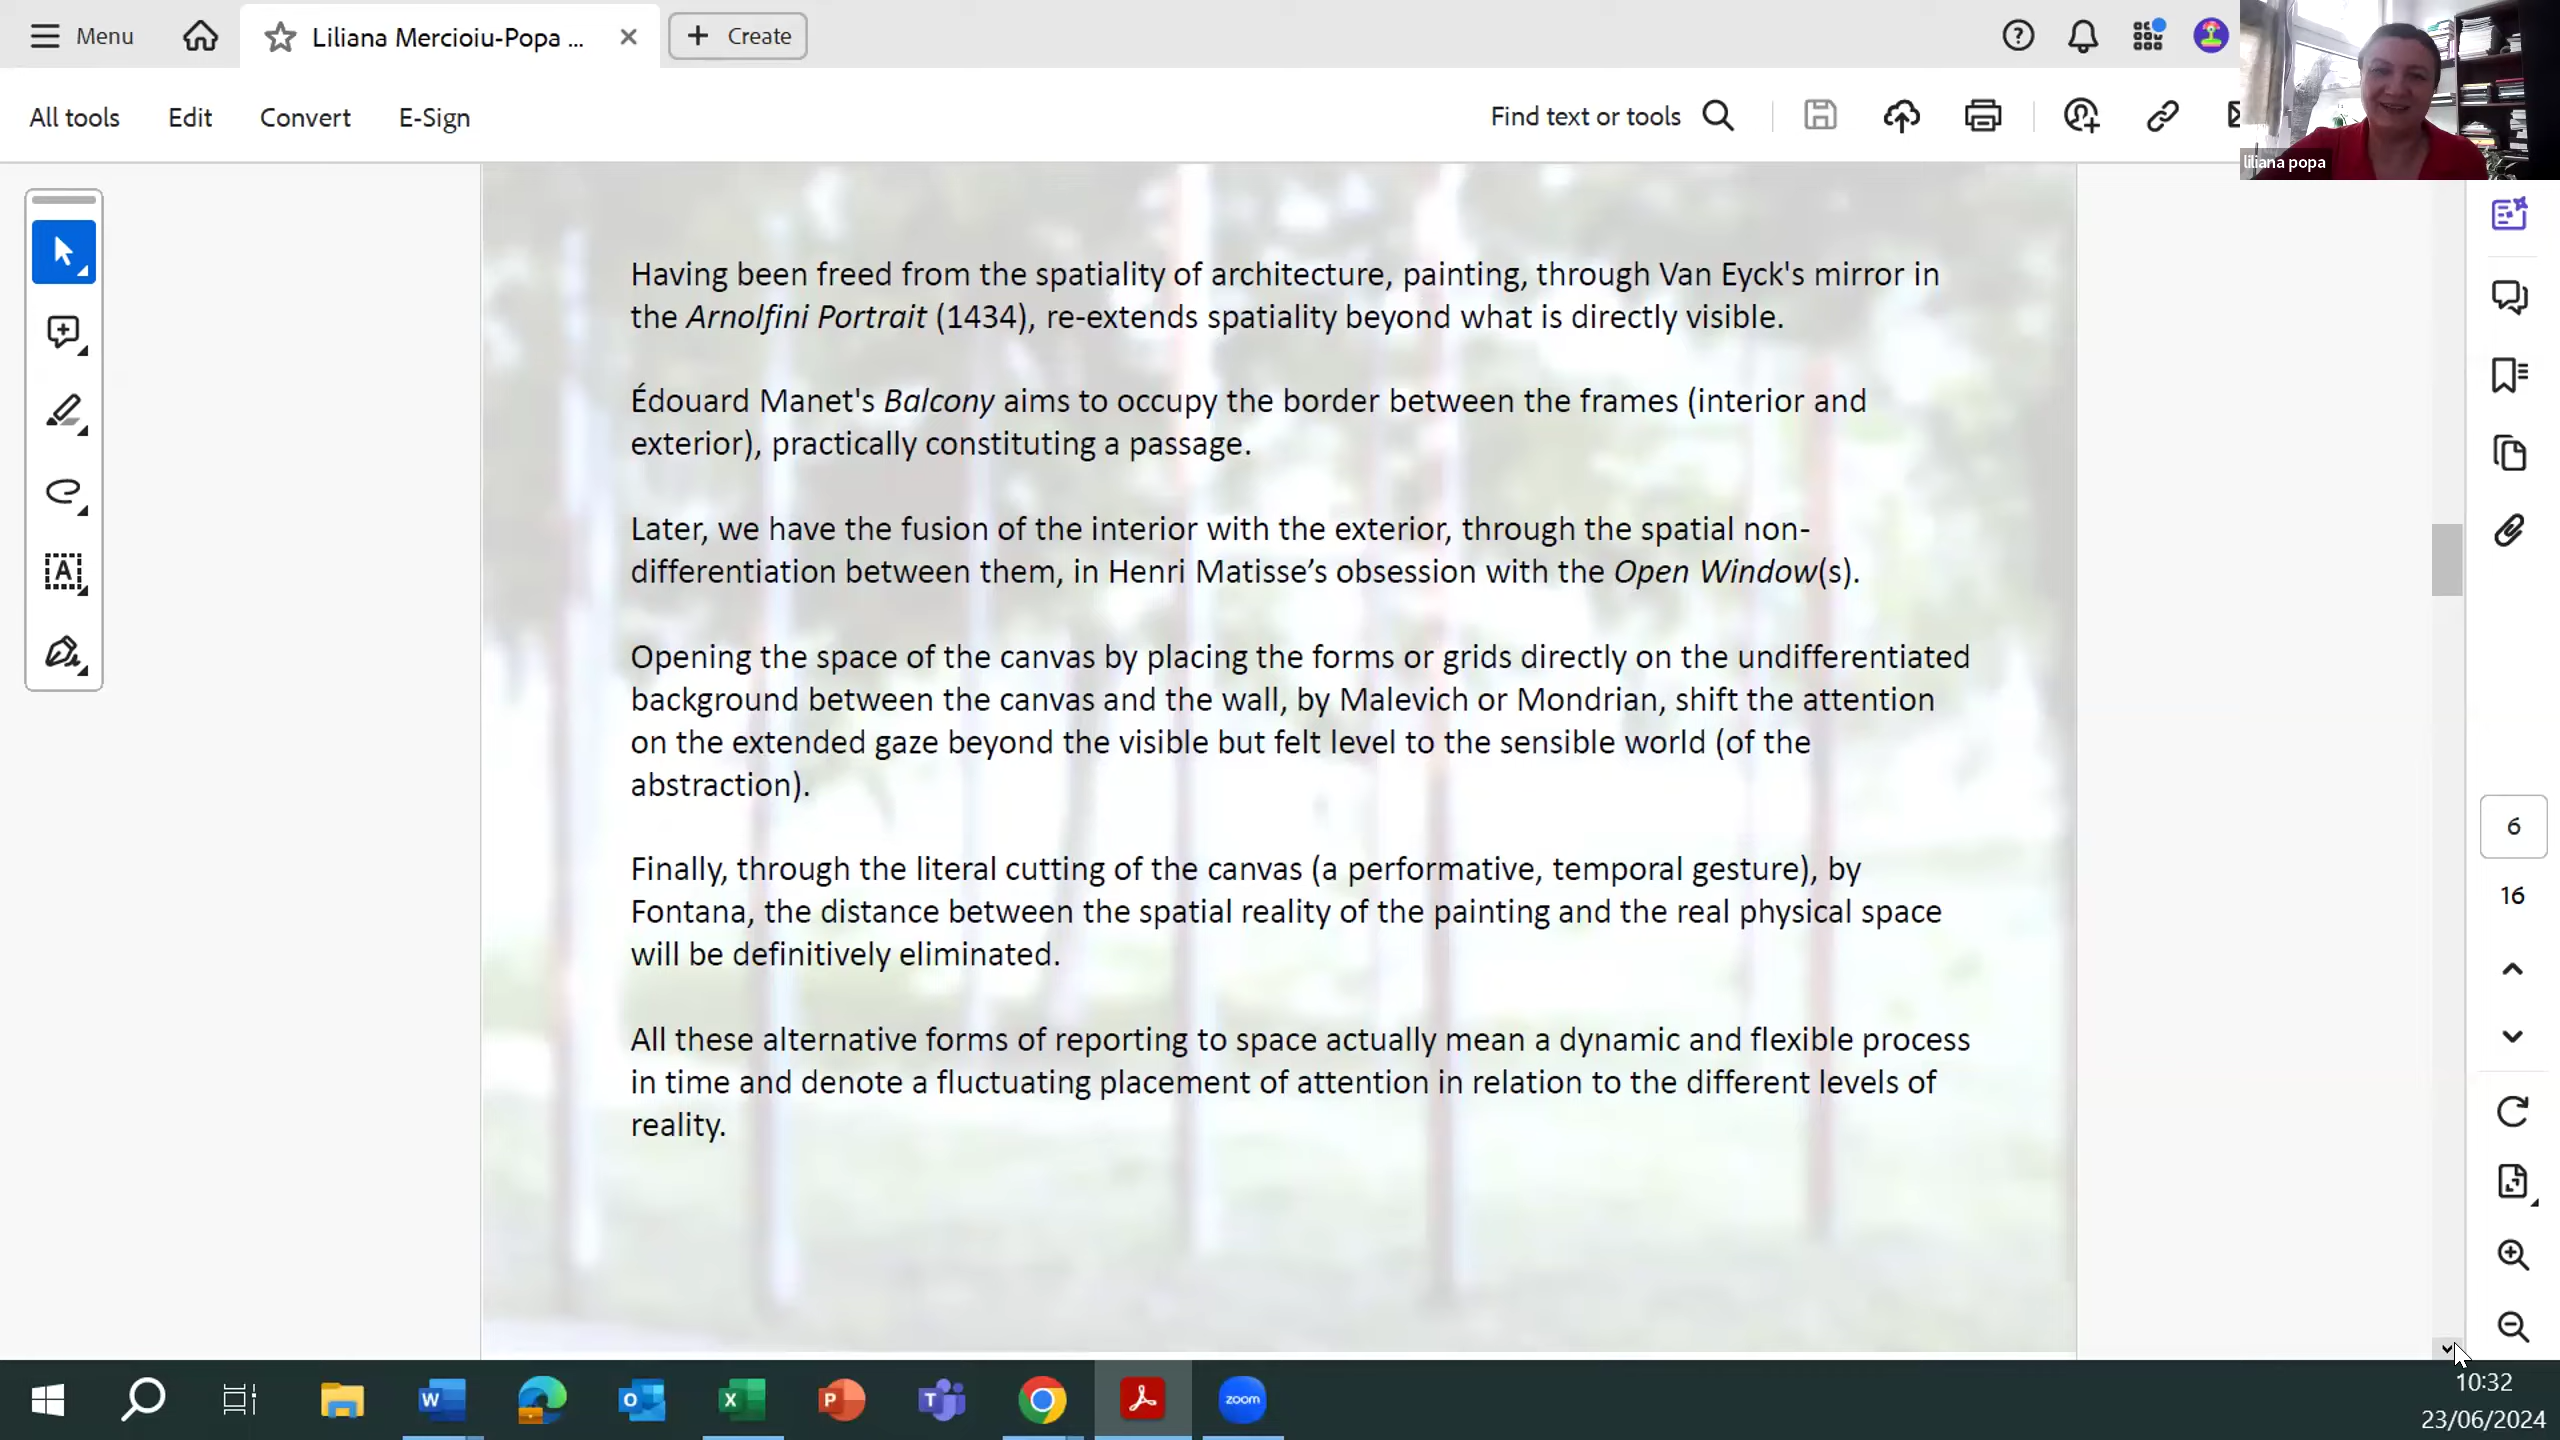 Menu
Liliana Mercioiu-Popa ...
Create
All tools
Edit
Convert
E-Sign
Find text or tools
liliana popa
Having been freed from the spatiality of architecture, painting, through Van Eyck's mirror in
the Arnolfini Portrait (1434), re-extends spatiality beyond what is directly visible.
Édouard Manet's Balcony aims to occupy the border between the frames (interior and
exterior), practically constituting a passage.
Later, we have the fusion of the interior with the exterior, through the spatial non-
differentiation between them, in Henri Matisse’s obsession with the Open Window(s).
Opening the space of the canvas by placing the forms or grids directly on the undifferentiated
background between the canvas and the wall, by Malevich or Mondrian, shift the attention
on the extended gaze beyond the visible but felt level to the sensible world (of the
abstraction).
Finally, through the literal cutting of the canvas (a performative, temporal gesture), by
Fontana, the distance between the spatial reality of the painting and the real physical space
will be definitively eliminated.
All these alternative forms of reporting to space actually mean a dynamic and flexible process
in time and denote a fluctuating placement of attention in relation to the different levels of
reality.
6
16
zoom
10:32
23/06/2024